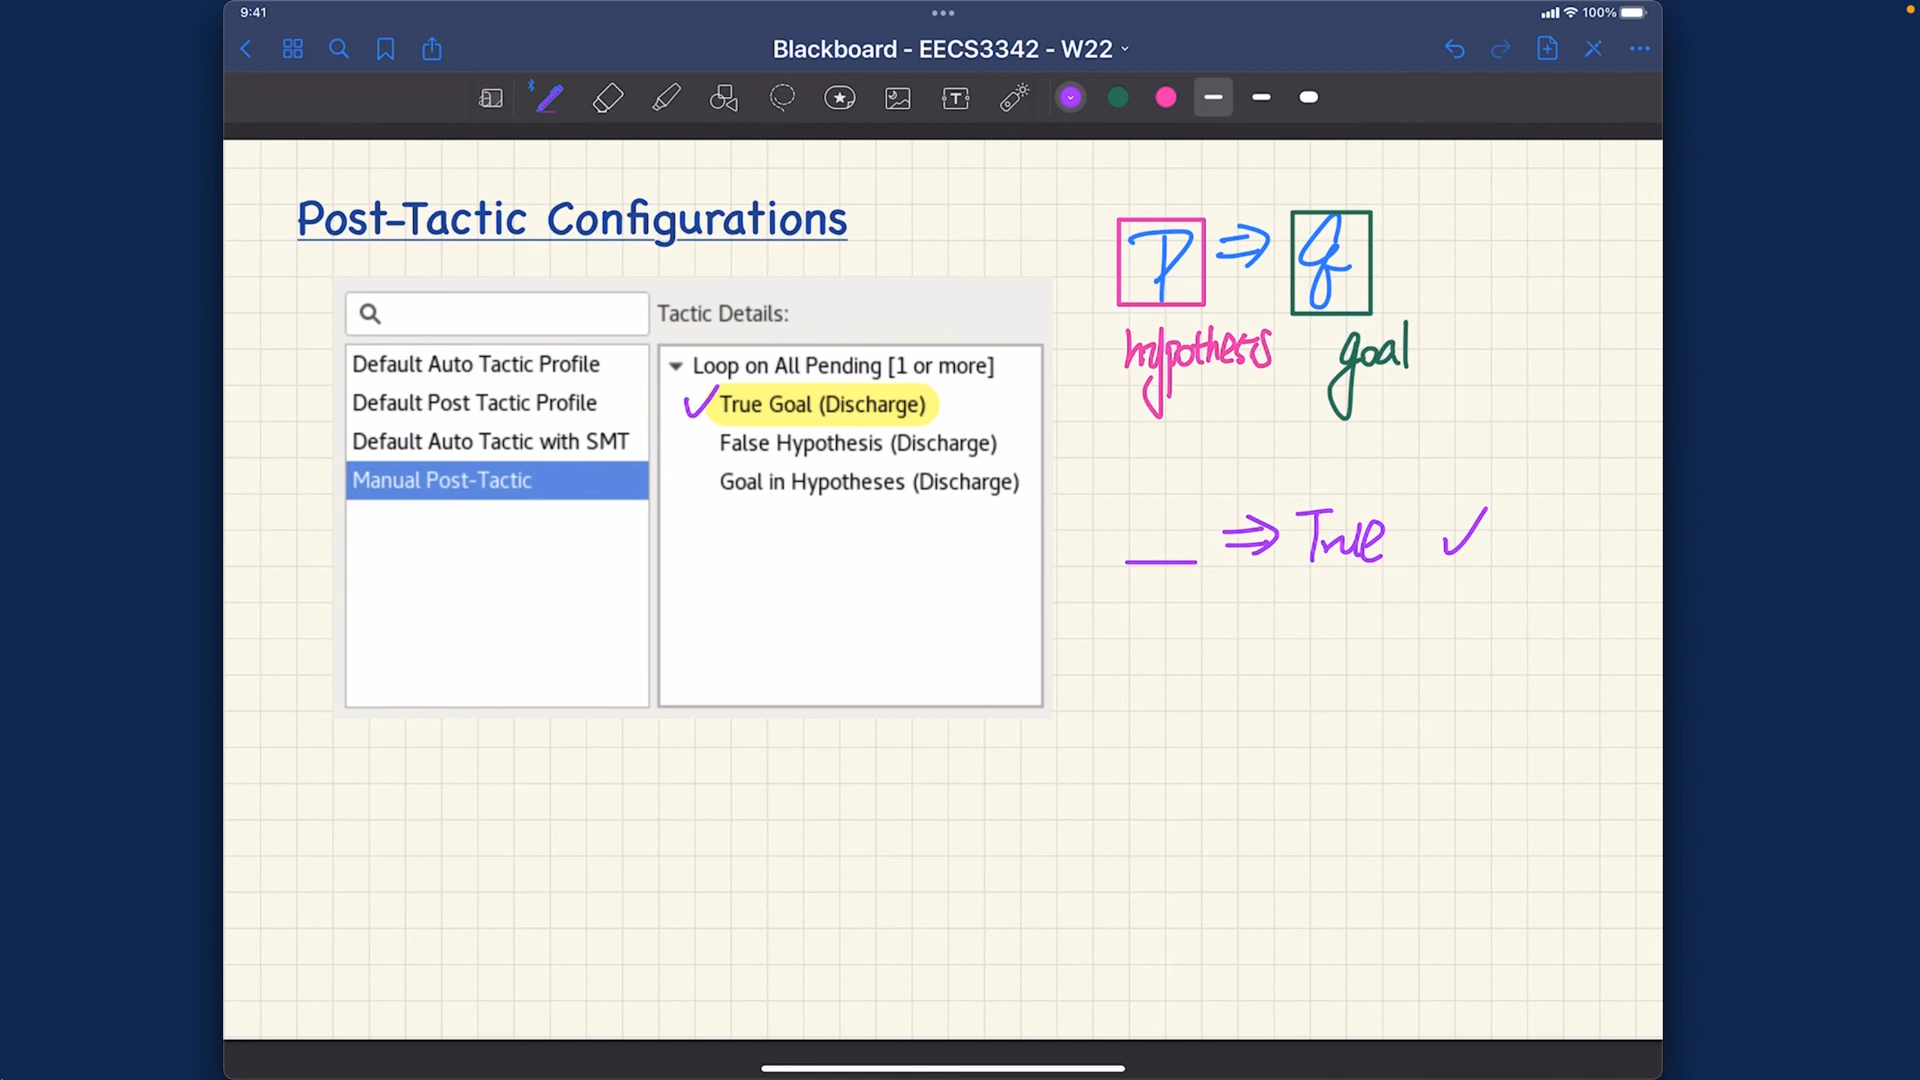 9:41
100%
Blackboard - EECS3342 - W22
Post-Tactic Configurations
P ⇒ q
hypothesis goal
Tactic Details:
Default Auto Tactic Profile
Default Post Tactic Profile
Default Auto Tactic with SMT
Manual Post-Tactic
Loop on All Pending [1 or more]
✓ True Goal (Discharge)
False Hypothesis (Discharge)
Goal in Hypotheses (Discharge)
__ ⇒ True ✓